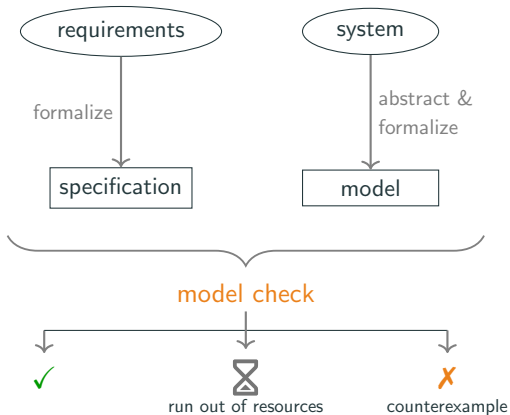 requirements
system
formalize
abstract &
formalize
specification
model
model check
✓
✗
run out of resources
counterexample